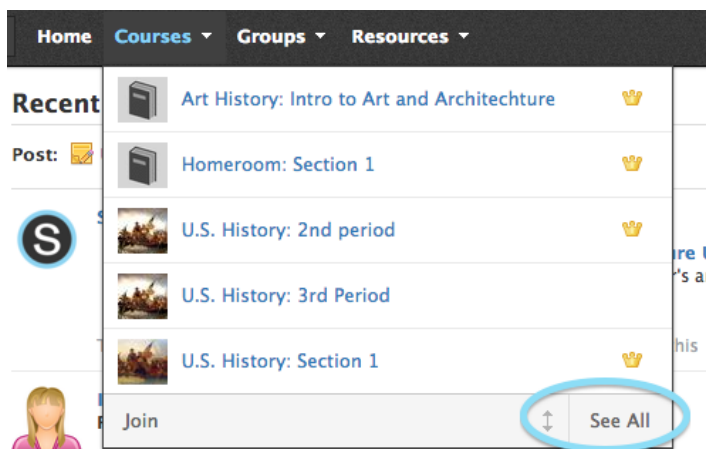 Home Courses Groups Resources
Recent
Art History: Intro to Art and Architechture
Post:
Homeroom: Section 1
S
U.S. History: 2nd period
U.S. History: 3rd Period
U.S. History: Section 1
his
Join See All